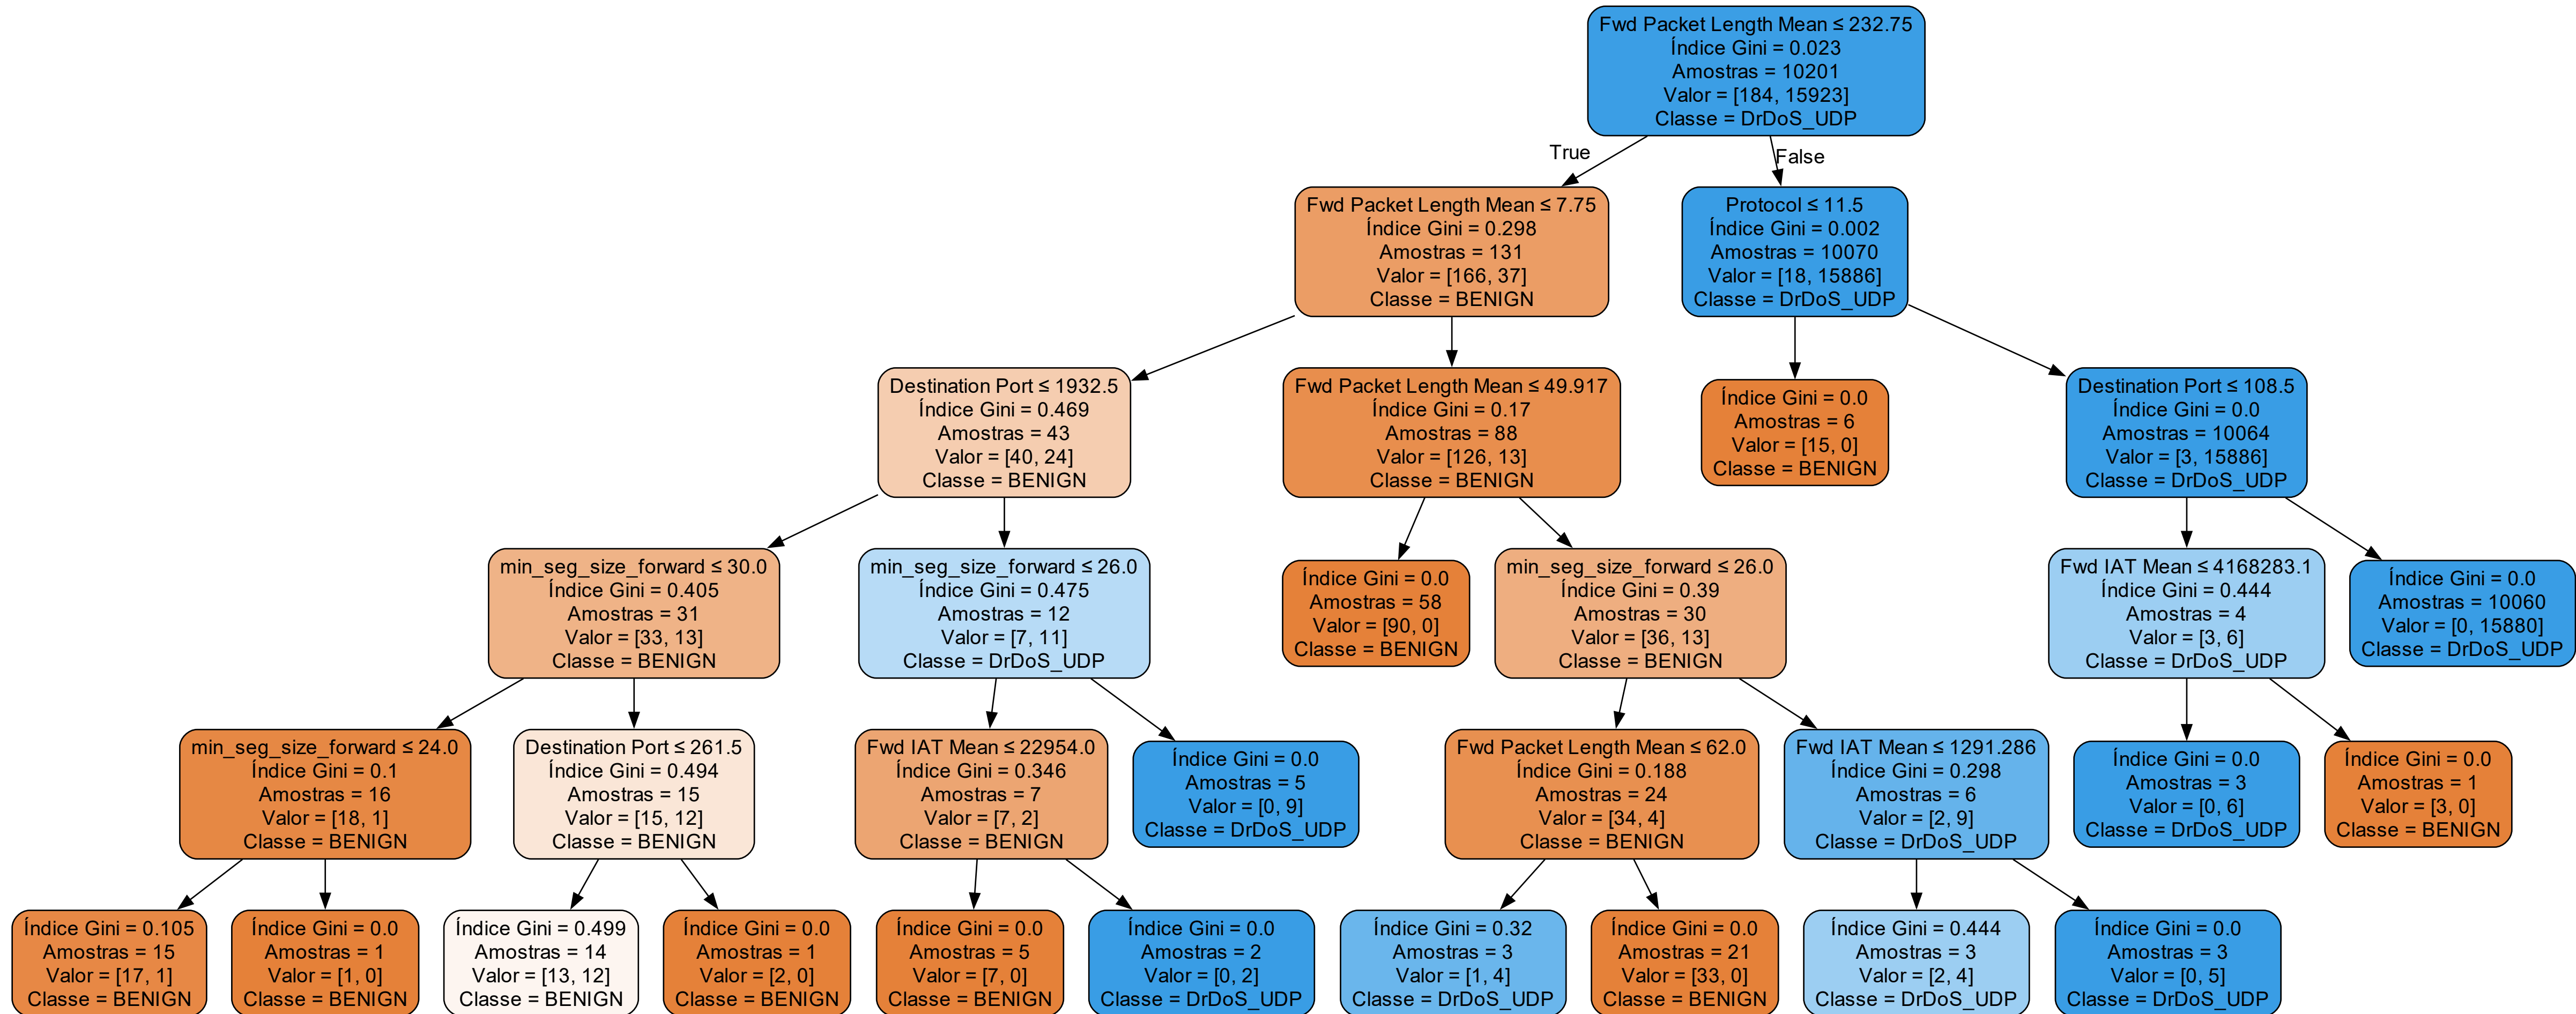 Fwd Packet Length Mean ≤ 232.75
Índice Gini = 0.023
Amostras = 10201
Valor = [184, 15923]
Classe = DrDoS_UDP
True
False
Fwd Packet Length Mean ≤ 7.75
Índice Gini = 0.298
Amostras = 131
Valor = [166, 37]
Classe = BENIGN
Protocol ≤ 11.5
Índice Gini = 0.002
Amostras = 10070
Valor = [18, 15886]
Classe = DrDoS_UDP
Destination Port ≤ 1932.5
Índice Gini = 0.469
Amostras = 43
Valor = [40, 24]
Classe = BENIGN
Fwd Packet Length Mean ≤ 49.917
Índice Gini = 0.17
Amostras = 88
Valor = [126, 13]
Classe = BENIGN
Índice Gini = 0.0
Amostras = 6
Valor = [15, 0]
Classe = BENIGN
Destination Port ≤ 108.5
Índice Gini = 0.0
Amostras = 10064
Valor = [3, 15886]
Classe = DrDoS_UDP
min_seg_size_forward ≤ 30.0
Índice Gini = 0.405
Amostras = 31
Valor = [33, 13]
Classe = BENIGN
min_seg_size_forward ≤ 26.0
Índice Gini = 0.475
Amostras = 12
Valor = [7, 11]
Classe = DrDoS_UDP
Índice Gini = 0.0
Amostras = 58
Valor = [90, 0]
Classe = BENIGN
min_seg_size_forward ≤ 26.0
Índice Gini = 0.39
Amostras = 30
Valor = [36, 13]
Classe = BENIGN
Fwd IAT Mean ≤ 4168283.1
Índice Gini = 0.444
Amostras = 4
Valor = [3, 6]
Classe = DrDoS_UDP
Índice Gini = 0.0
Amostras = 10060
Valor = [0, 15880]
Classe = DrDoS_UDP
min_seg_size_forward ≤ 24.0
Índice Gini = 0.1
Amostras = 16
Valor = [18, 1]
Classe = BENIGN
Destination Port ≤ 261.5
Índice Gini = 0.494
Amostras = 15
Valor = [15, 12]
Classe = BENIGN
Fwd IAT Mean ≤ 22954.0
Índice Gini = 0.346
Amostras = 7
Valor = [7, 2]
Classe = BENIGN
Índice Gini = 0.0
Amostras = 5
Valor = [0, 9]
Classe = DrDoS_UDP
Fwd Packet Length Mean ≤ 62.0
Índice Gini = 0.188
Amostras = 24
Valor = [34, 4]
Classe = BENIGN
Fwd IAT Mean ≤ 1291.286
Índice Gini = 0.298
Amostras = 6
Valor = [2, 9]
Classe = DrDoS_UDP
Índice Gini = 0.0
Amostras = 3
Valor = [0, 6]
Classe = DrDoS_UDP
Índice Gini = 0.0
Amostras = 1
Valor = [3, 0]
Classe = BENIGN
Índice Gini = 0.105
Amostras = 15
Valor = [17, 1]
Classe = BENIGN
Índice Gini = 0.0
Amostras = 1
Valor = [1, 0]
Classe = BENIGN
Índice Gini = 0.499
Amostras = 14
Valor = [13, 12]
Classe = BENIGN
Índice Gini = 0.0
Amostras = 1
Valor = [2, 0]
Classe = BENIGN
Índice Gini = 0.0
Amostras = 5
Valor = [7, 0]
Classe = BENIGN
Índice Gini = 0.0
Amostras = 2
Valor = [0, 2]
Classe = DrDoS_UDP
Índice Gini = 0.32
Amostras = 3
Valor = [1, 4]
Classe = DrDoS_UDP
Índice Gini = 0.0
Amostras = 21
Valor = [33, 0]
Classe = BENIGN
Índice Gini = 0.444
Amostras = 3
Valor = [2, 4]
Classe = DrDoS_UDP
Índice Gini = 0.0
Amostras = 3
Valor = [0, 5]
Classe = DrDoS_UDP